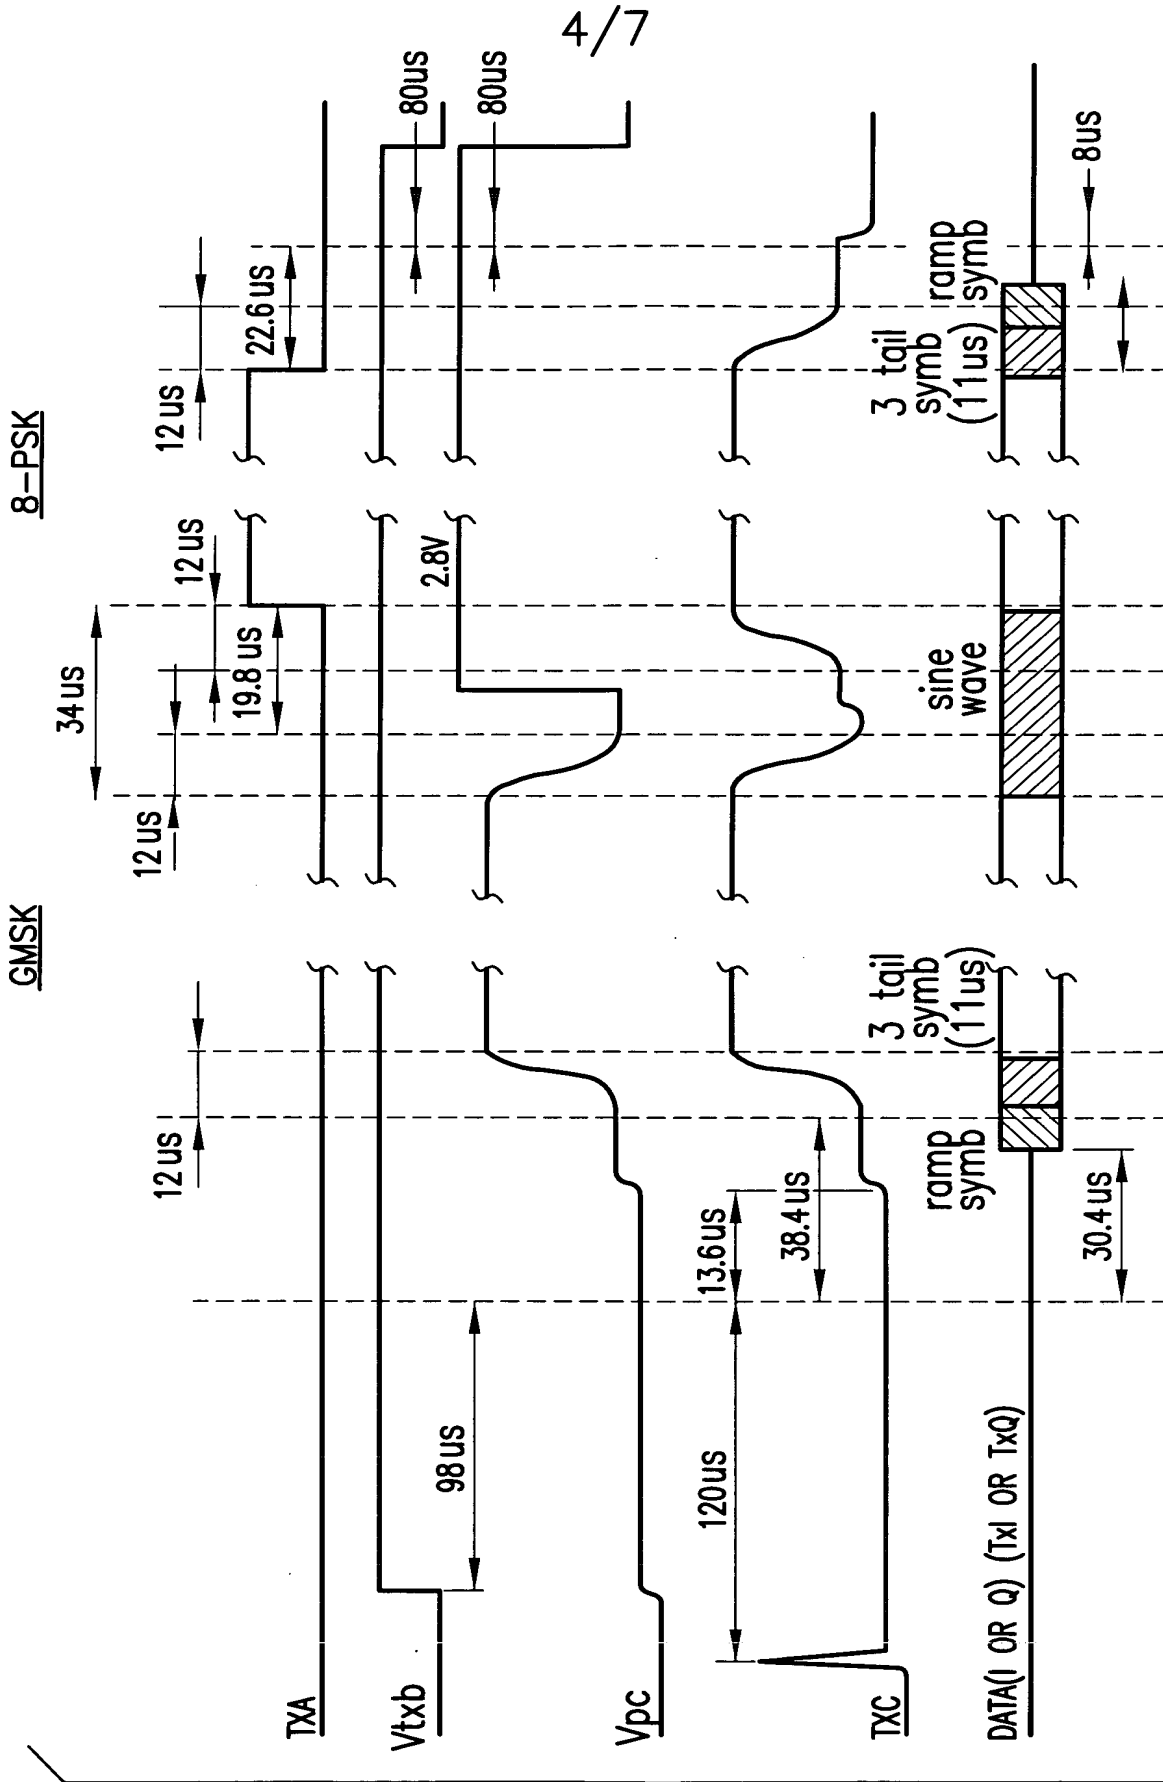 4/7
GMSK
8-PSK
TXA
12us
12us
34us
19.8 us
12us
12us
22.6us
Vtxb
98us
80us
Vpc
2.8V
80us
TXC
120us
13.6us
38.4us
DATA(I OR Q) (TxI OR TxQ)
ramp
symb
3 tail
symb
(11us)
sine
wave
3 tail
symb
(11us)
ramp
symb
30.4us
8us